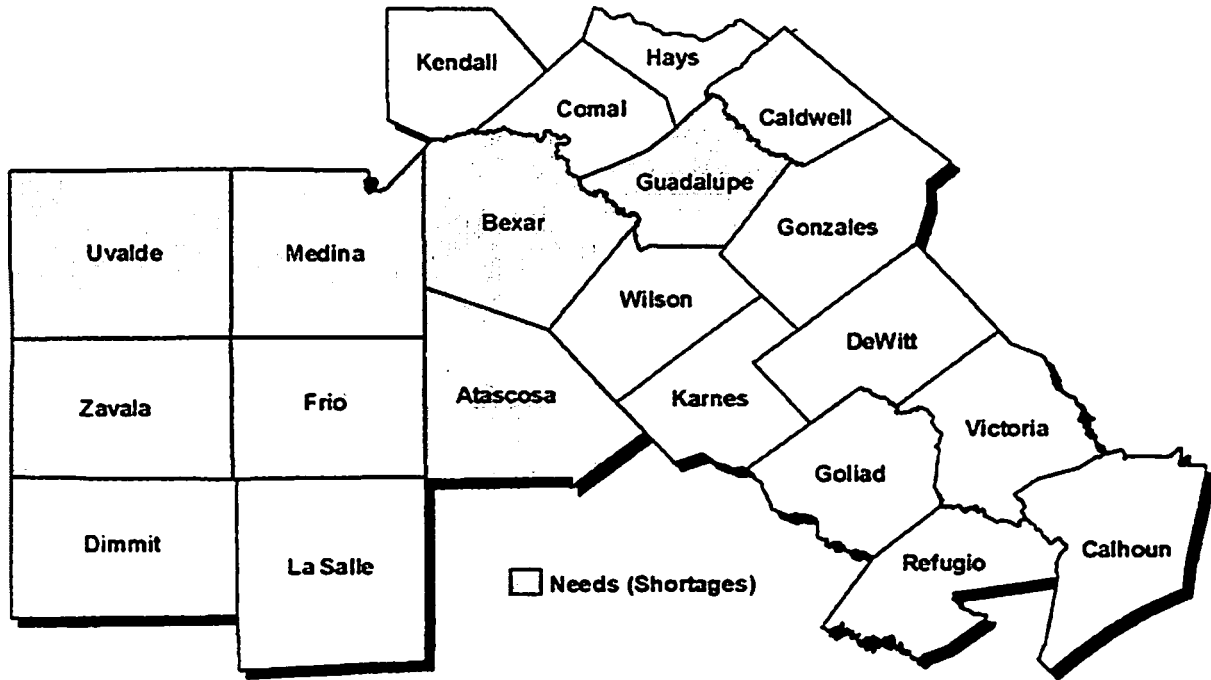 Kendall
Hays
Comal
Caldwell
Guadalupe
Bexar
Gonzales
Uvalde
Medina
Wilson
DeWitt
Zavala
Frio
Atascosa
Karnes
Victoria
Goliad
Dimmit
La Salle
Refugio
Calhoun
Needs (Shortages)